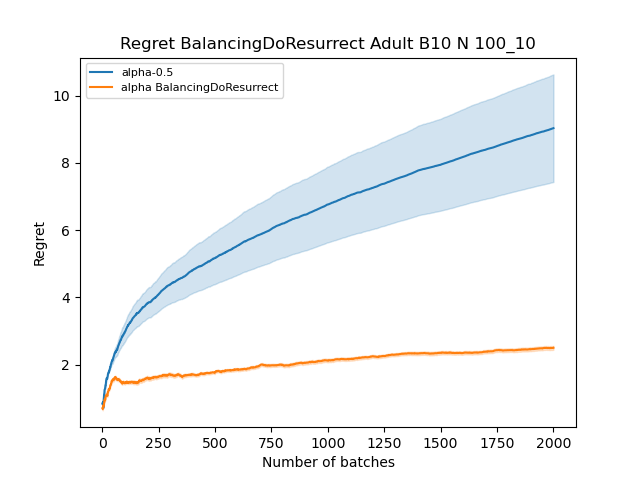 Regret BalancingDoResurrect Adult B10 N 100_10
alpha-0.5
alpha BalancingDoResurrect
10
8
6
4
2
Regret
0
250
500
750
1000
1250
1500
1750
2000
Number of batches